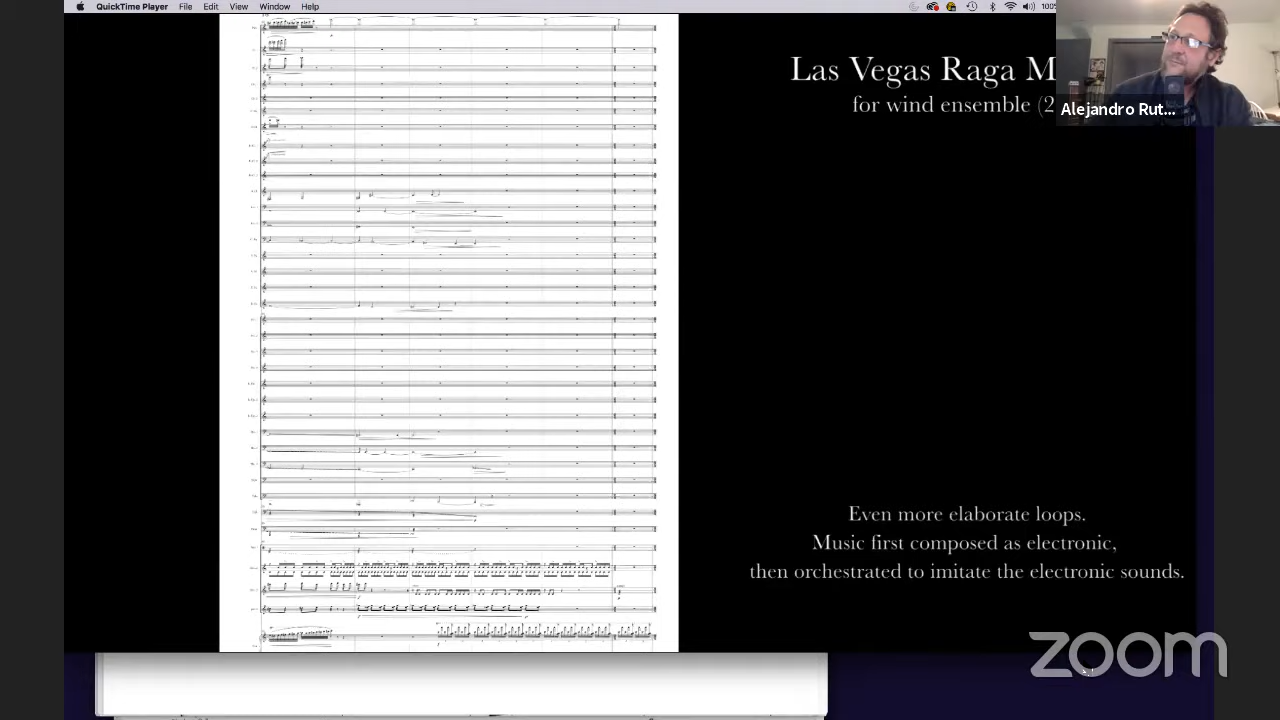 QuickTime Player File Edit View Window Help
Las Vegas Raga M
for wind ensemble (2
Alejandro Rut...
Even more elaborate loops.
Music first composed as electronic,
then orchestrated to imitate the electronic sounds.
zoom